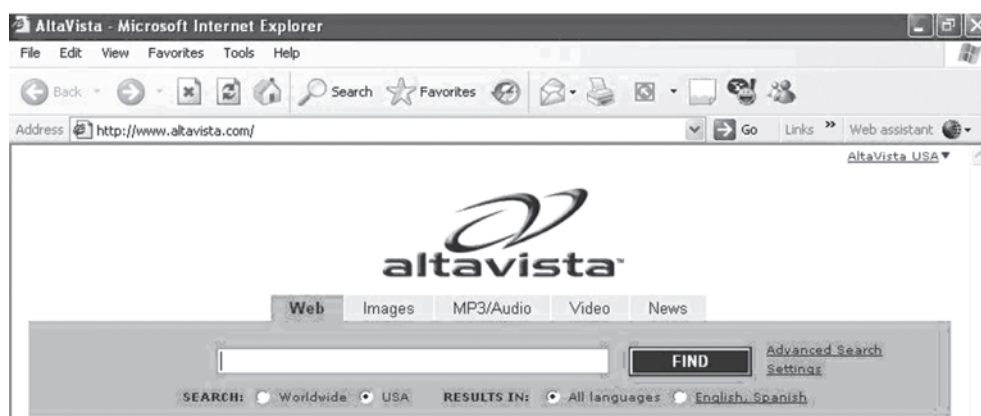 AltaVista - Microsoft Internet Explorer
File Edit View Favorites Tools Help
Back Search Favorites
Address http://www.altavista.com/ Go Links » Web assistant
AltaVista USA
altavista™
Web Images MP3/Audio Video News
FIND
Advanced Search
Settings
SEARCH: Worldwide USA RESULTS IN: All languages English, Spanish